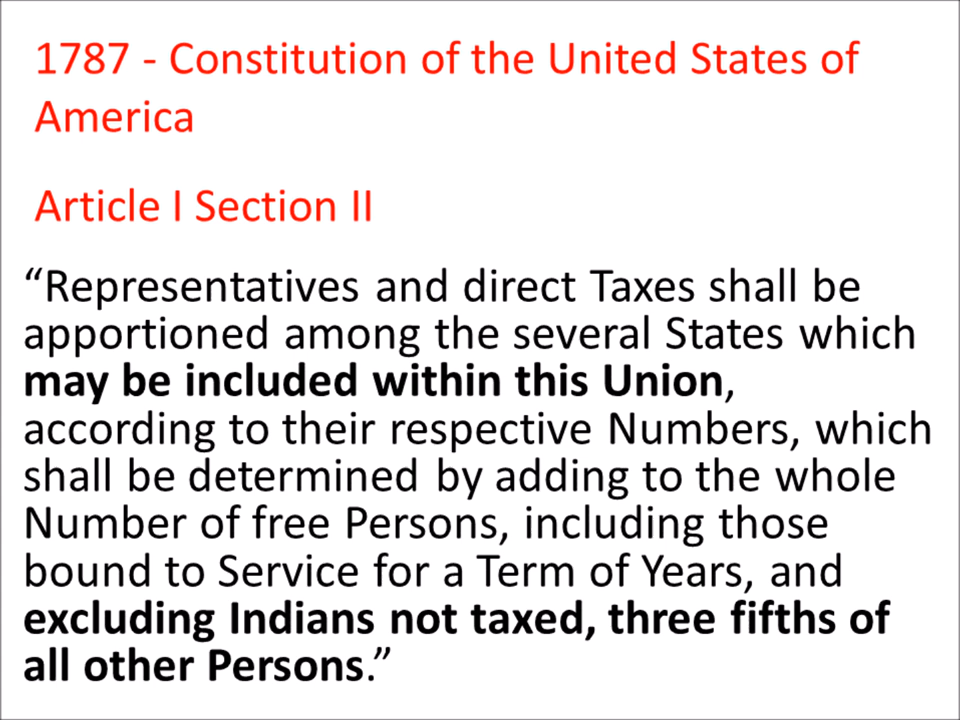 1787 - Constitution of the United States of
America
Article I Section II
“Representatives and direct Taxes shall be
apportioned among the several States which
may be included within this Union,
according to their respective Numbers, which
shall be determined by adding to the whole
Number of free Persons, including those
bound to Service for a Term of Years, and
excluding Indians not taxed, three fifths of
all other Persons.”